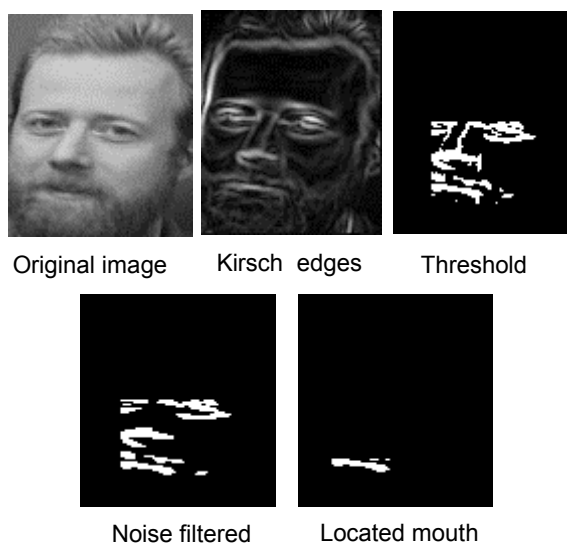 Original image
Kirsch edges
Threshold
Noise filtered
Located mouth